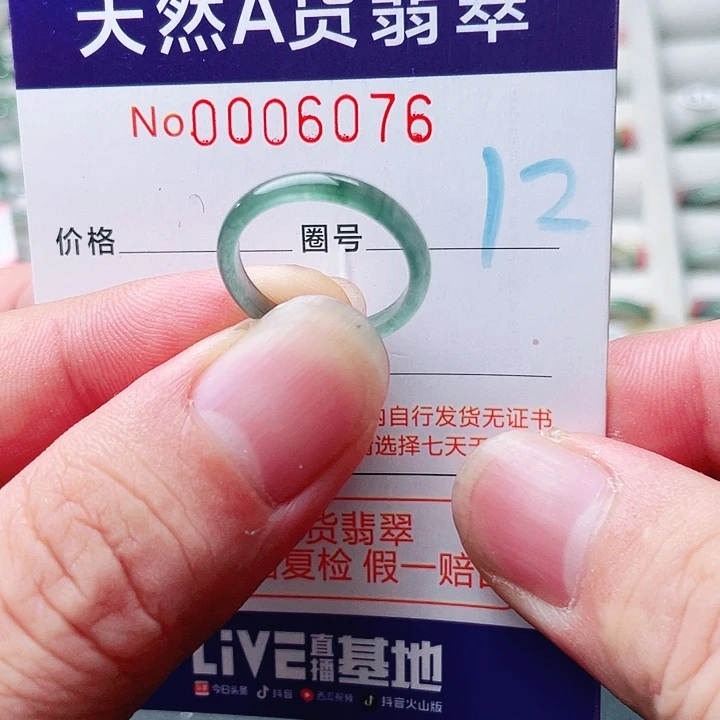 天然A货翡翠
No.0006076
12
价格 圈号
自行发货无证书
选择七天无
货翡翠
复检 假一赔
LiVE直播基地
今日头条 抖音 西瓜视频 抖音火山版